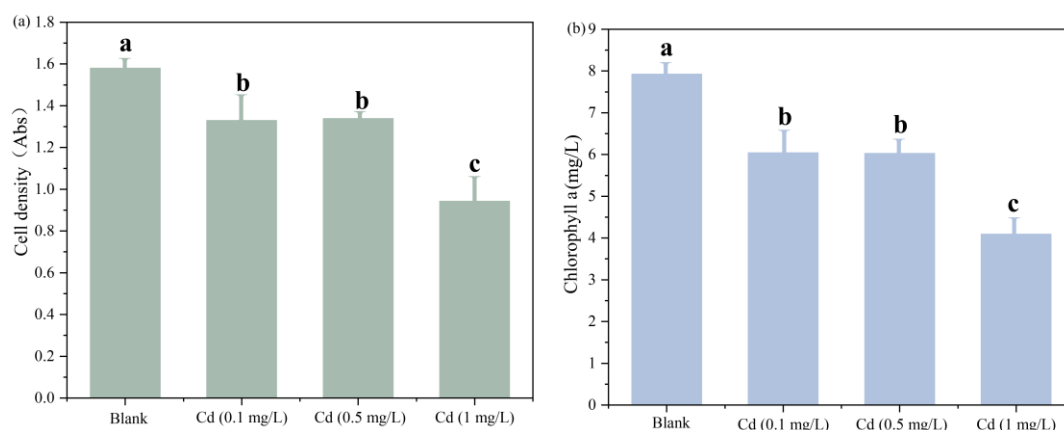 (a)
Cell density（Abs）
1.8
1.6
1.4
1.2
1.0
0.8
0.6
0.4
0.2
0.0
a
b
b
c
Blank
Cd (0.1 mg/L)
Cd (0.5 mg/L)
Cd (1 mg/L)
(b)
Chlorophyll a(mg/L)
9
8
7
6
5
4
3
2
1
0
a
b
b
c
Blank
Cd (0.1 mg/L)
Cd (0.5 mg/L)
Cd (1 mg/L)